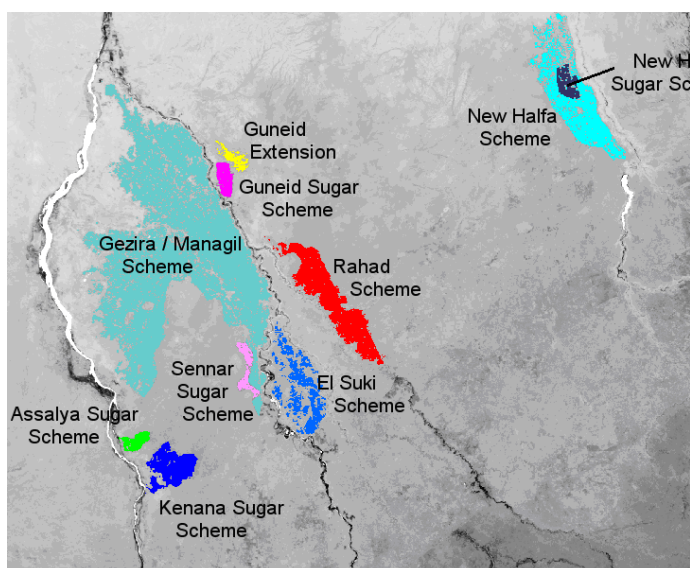 New H
Sugar Sc
New Halfa
Scheme
Guneid
Extension
Guneid Sugar
Scheme
Gezira / Managil
Scheme
Rahad
Scheme
Sennar
Sugar
Scheme
El Suki
Scheme
Assalya Sugar
Scheme
Kenana Sugar
Scheme